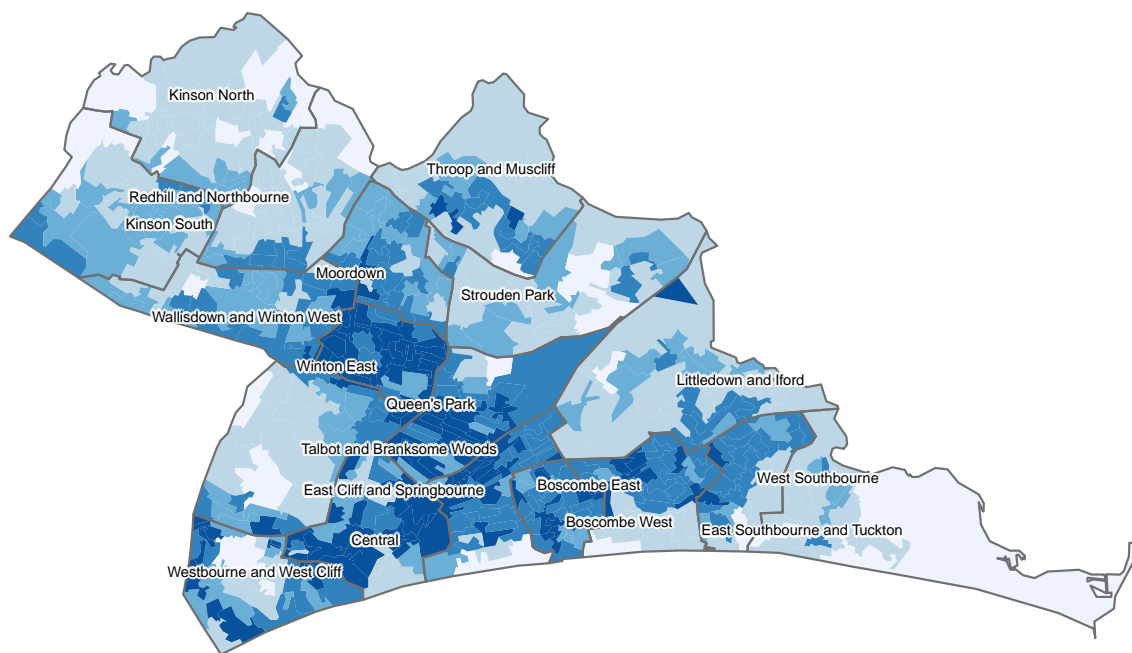 Kinson North
Throop and Muscliff
Redhill and Northbourne
Kinson South
Moordown
Strouden Park
Wallisdown and Winton West
Winton East
Littledown and Iford
Queen's Park
Talbot and Branksome Woods
West Southbourne
Boscombe East
East Cliff and Springbourne
Boscombe West
East Southbourne and Tuckton
Central
Westbourne and West Cliff